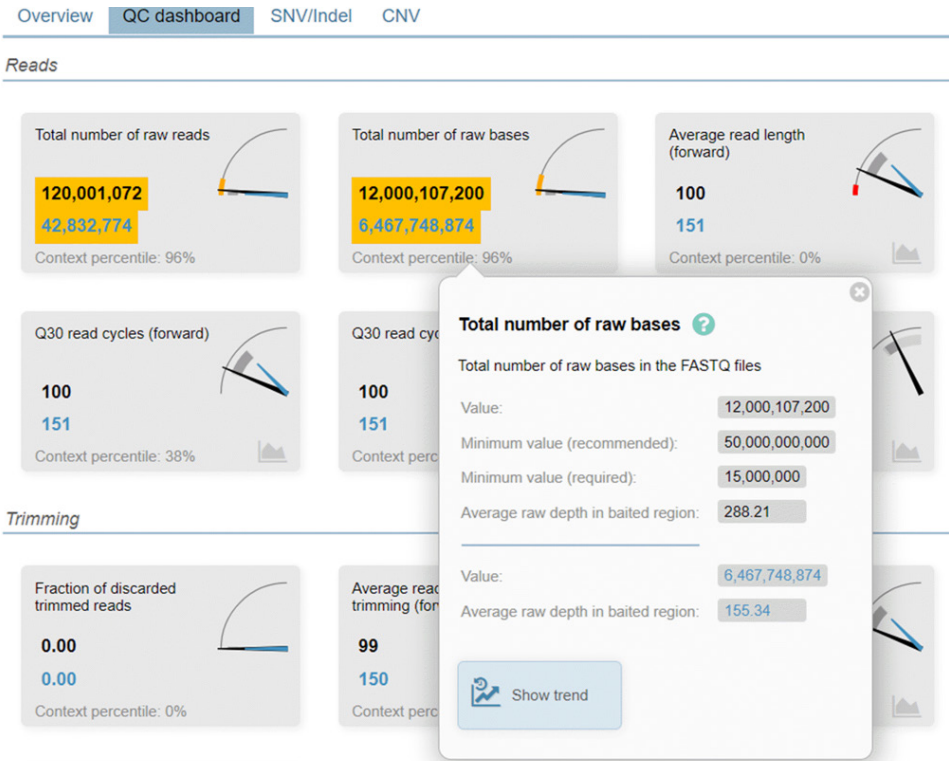 Overview QC dashboard SNV/Indel CNV
Reads
Total number of raw reads
120,001,072
42,832,774
Context percentile: 96%
Total number of raw bases
12,000,107,200
6,467,748,874
Context percentile: 96%
Average read length
(forward)
100
151
Context percentile: 0%
Q30 read cycles (forward)
100
151
Context percentile: 38%
Q30 read
100
151
Context
Total number of raw bases ?
Total number of raw bases in the FASTQ files
Value: 12,000,107,200
Minimum value (recommended): 50,000,000,000
Minimum value (required): 15,000,000
Average raw depth in baited region: 288.21
Value: 6,467,748,874
Average raw depth in baited region: 155.34
Show trend
Trimming
Fraction of discarded
trimmed reads
0.00
0.00
Context percentile: 0%
Average
trimming
99
150
Context